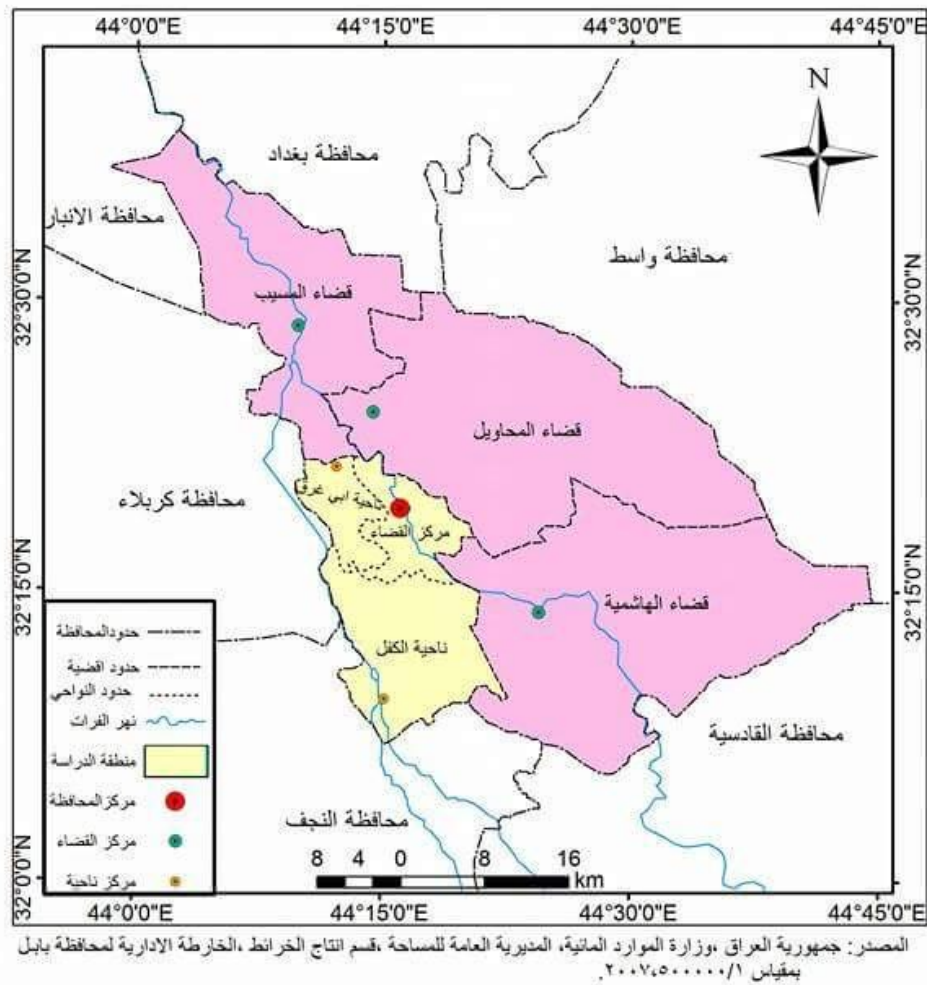 44°0'0"E 44°15'0"E 44°30'0"E 44°45'0"E
N
محافظة بغداد
محافظة الانبار
محافظة واسط
32°30'0"N 32°30'0"N
قضاء المسيب
قضاء المحاويل
محافظة كربلاء
ناحية ابي غرق
مركز القضاء
32°15'0"N 32°15'0"N
قضاء الهاشمية
ناحية الكفل
محافظة القادسية
محافظة النجف
حدودالمحافظة
حدود اقضية
حدود النواحي
نهر الفرات
منطقة الدراسة
مركزالمحافظة
مركز القضاء
مركز ناحية
8 4 0 8 16
km
32°0'0"N 32°0'0"N
44°0'0"E 44°15'0"E 44°30'0"E 44°45'0"E
المصدر: جمهورية العراق ،وزارة الموارد المائية، المديرية العامة للمساحة ،قسم انتاج الخرائط ،الخارطة الادارية لمحافظة بابل
بمقياس ٥٠٠٠٠٠/١،٢٠٠٧.